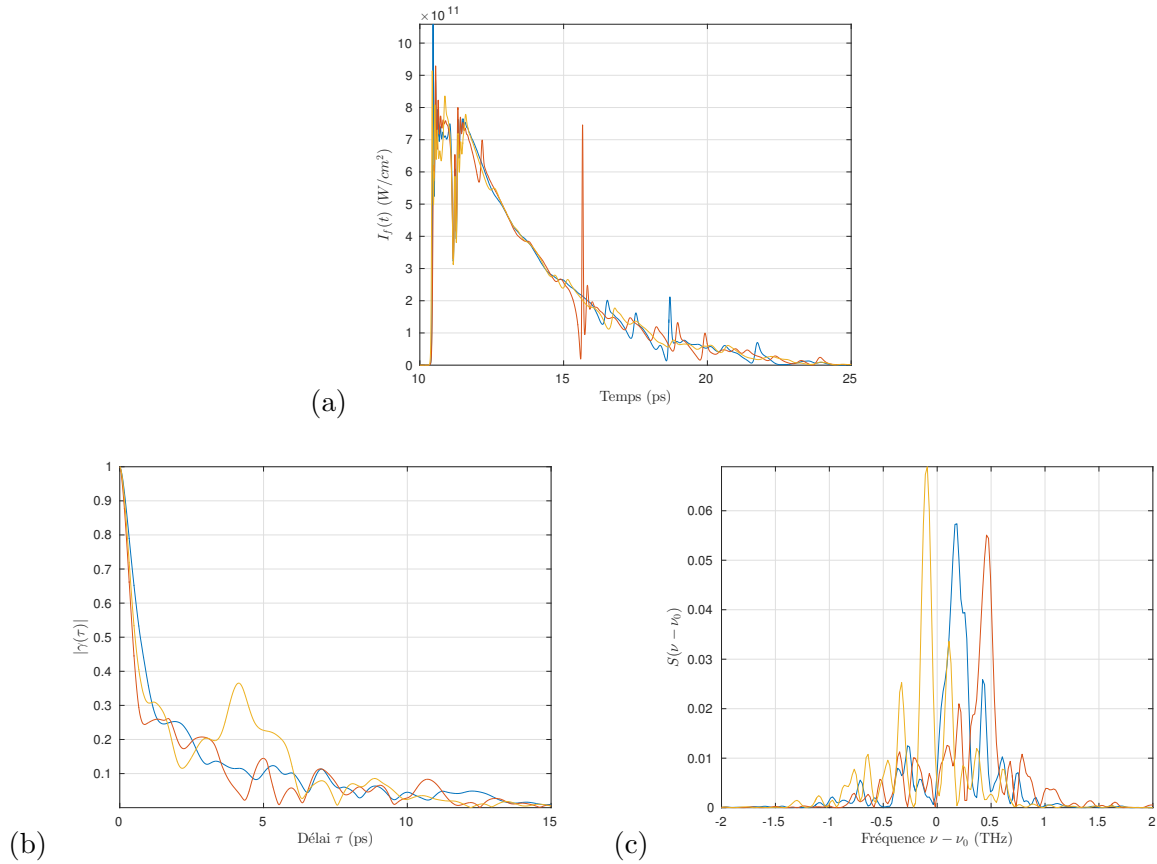 ×10 11
10
9
8
7
6
5
4
3
2
1
0
I_f(t) (W/cm²)
10 15 20 25
Temps (ps)
(a)
1
0.9
0.8
0.7
0.6
0.5
0.4
0.3
0.2
0.1
|γ(τ)|
0 5 10 15
Délai τ (ps)
(b)
0.06
0.05
0.04
0.03
0.02
0.01
0
S(ν − ν₀)
-2 -1.5 -1 -0.5 0 0.5 1 1.5 2
Fréquence ν − ν₀ (THz)
(c)